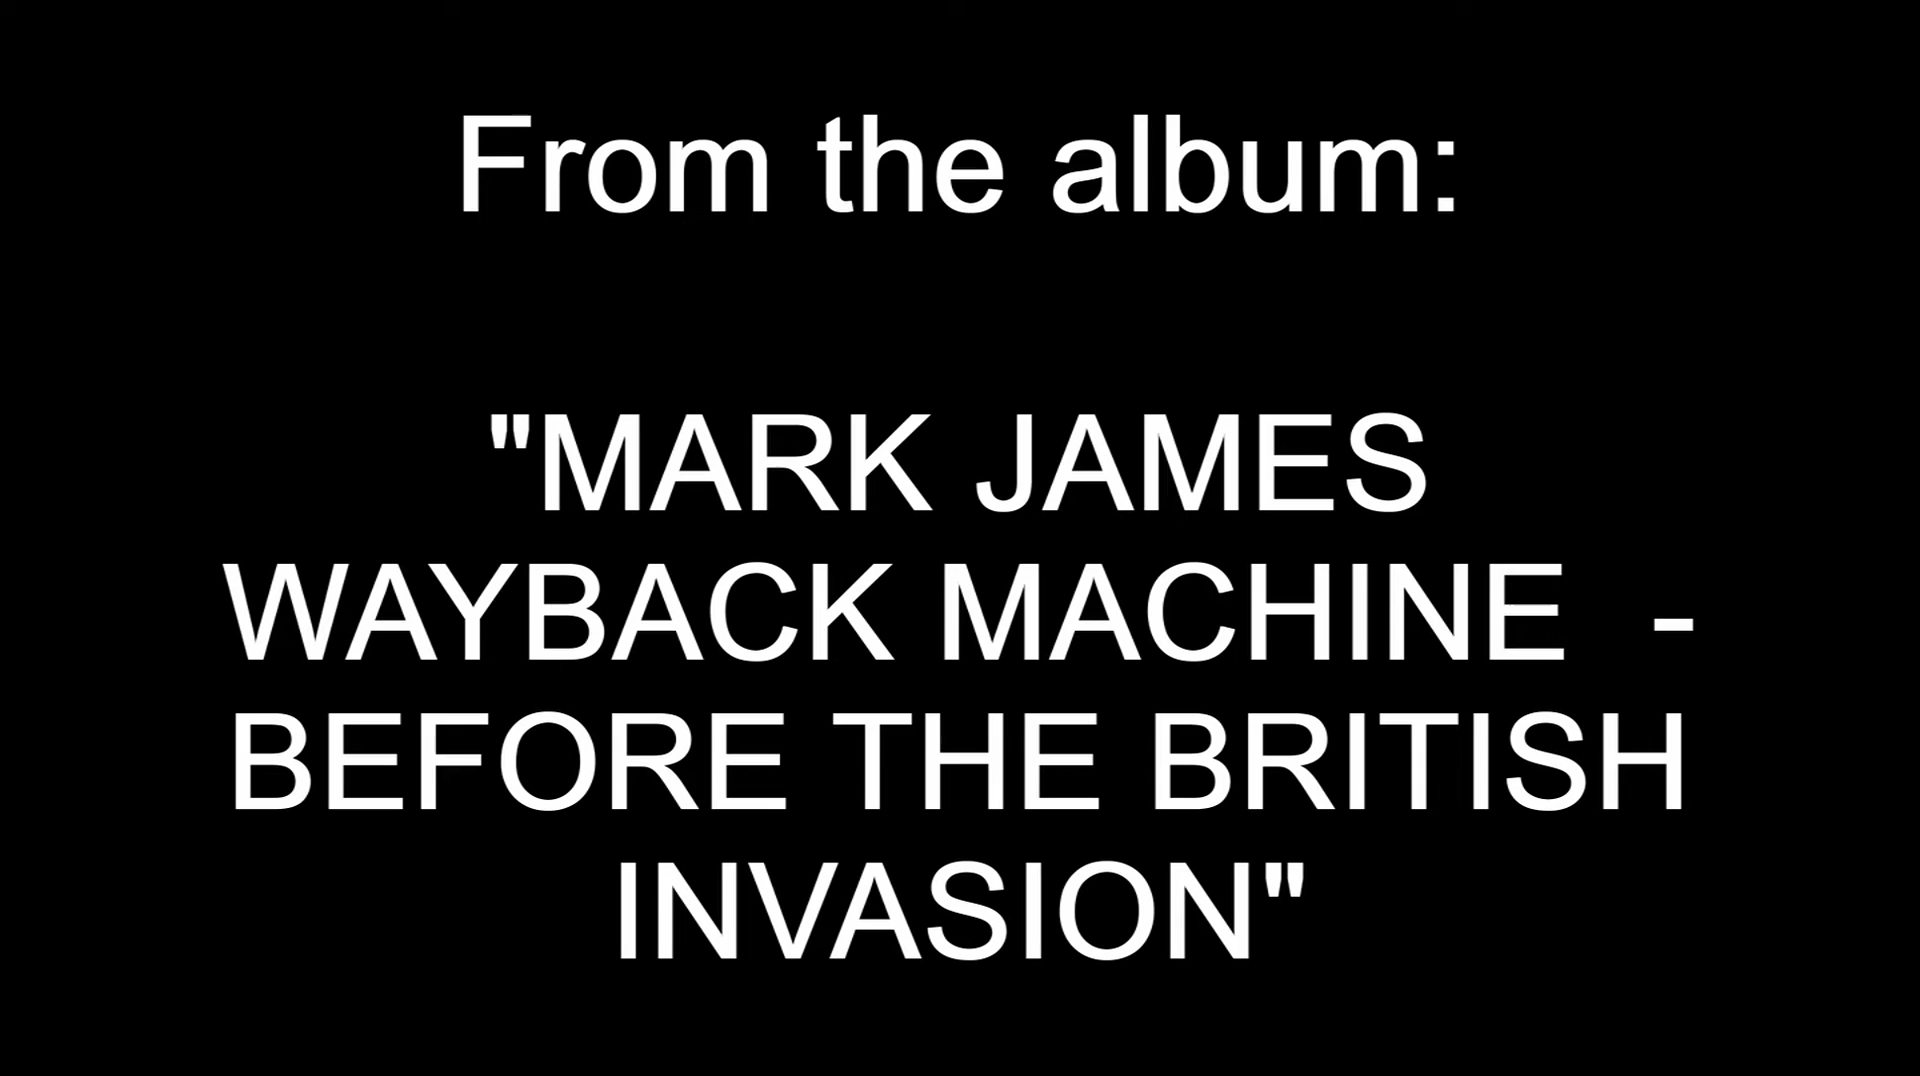 From the album:
"MARK JAMES
WAYBACK MACHINE  -
BEFORE THE BRITISH
INVASION"